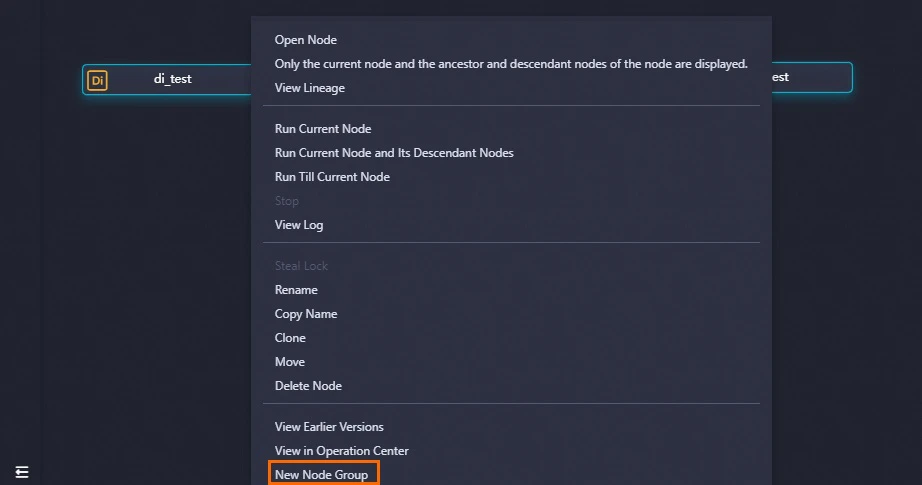 Open Node
Only the current node and the ancestor and descendant nodes of the node are displayed.
Di di_test
est
View Lineage
Run Current Node
Run Current Node and Its Descendant Nodes
Run Till Current Node
Stop
View Log
Steal Lock
Rename
Copy Name
Clone
Move
Delete Node
View Earlier Versions
View in Operation Center
New Node Group